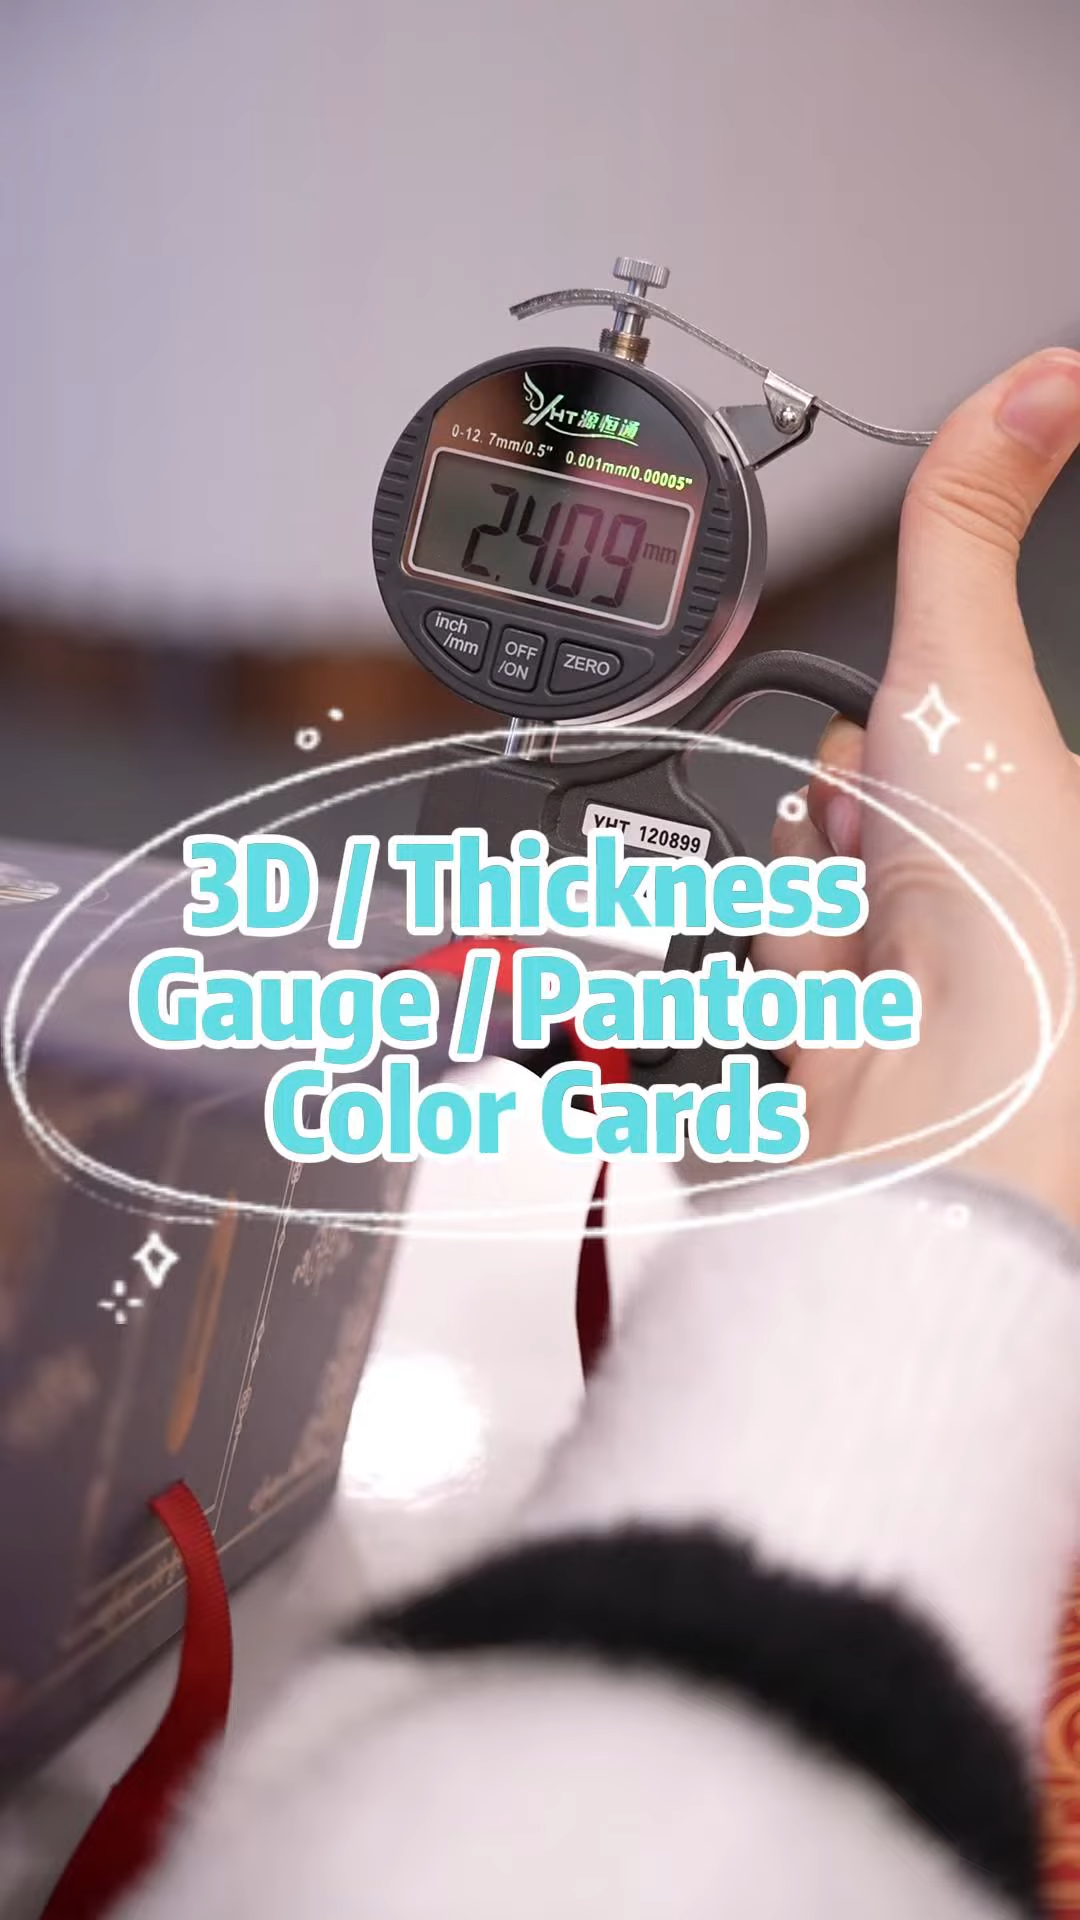 YHT源恒通
0-12.7mm/0.5" 0.001mm/0.00005"
2.409mm
inch
/mm
OFF
/ON
ZERO
YHT 120899
3D / Thickness
Gauge / Pantone
Color Cards